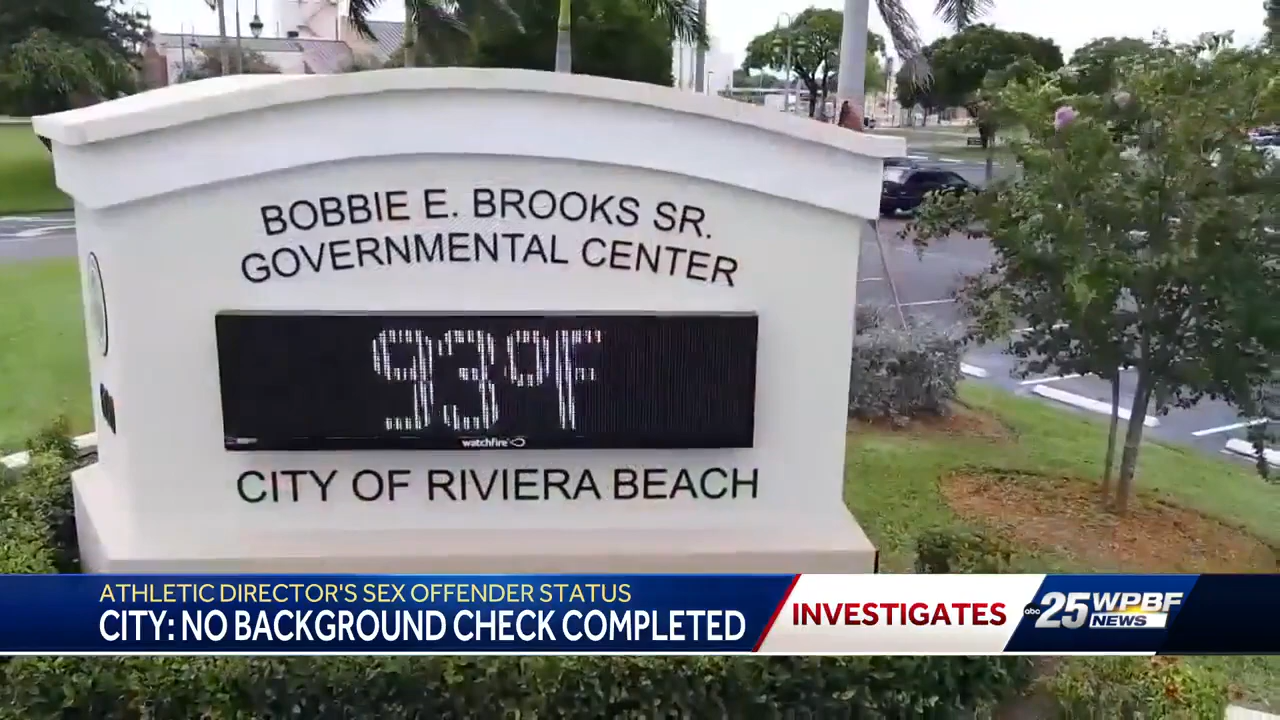 BOBBIE E. BROOKS SR.
GOVERNMENTAL CENTER
93°F
watchfire
CITY OF RIVIERA BEACH
ATHLETIC DIRECTOR'S SEX OFFENDER STATUS
CITY: NO BACKGROUND CHECK COMPLETED
INVESTIGATES
abc 25 WPBF
NEWS